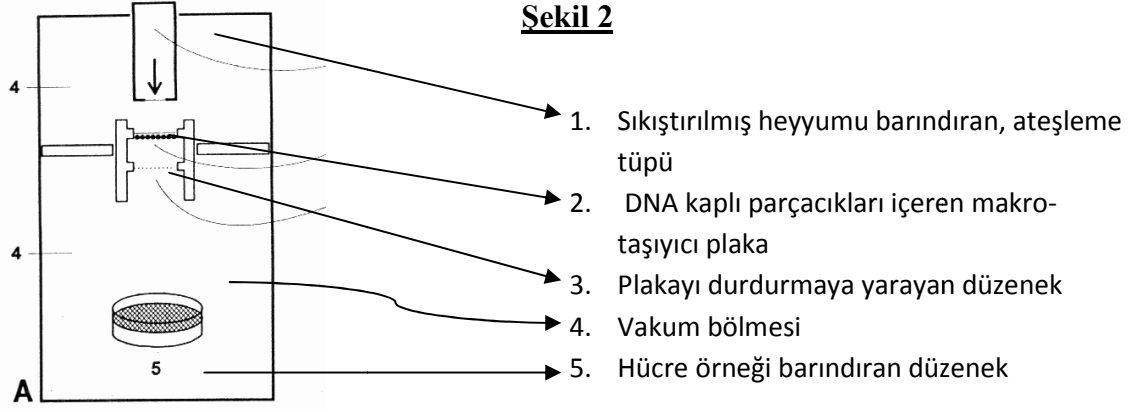 Şekil 2
4
1. Sıkıştırılmış heyyumu barındıran, ateşleme
tüpü
2. DNA kaplı parçacıkları içeren makro-
taşıyıcı plaka
3. Plakayı durdurmaya yarayan düzenek
4
4. Vakum bölmesi
5. Hücre örneği barındıran düzenek
5
A